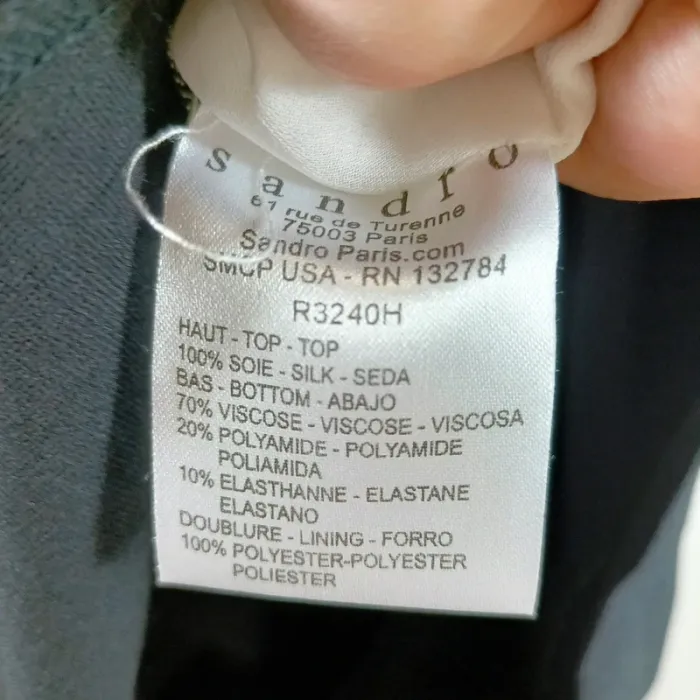 sandro
61 rue de Turenne
75003 Paris
Sandro Paris.com
SMCP USA - RN 132784
R3240H
HAUT - TOP - TOP
100% SOIE - SILK - SEDA
BAS - BOTTOM - ABAJO
70% VISCOSE - VISCOSE - VISCOSA
20% POLYAMIDE - POLYAMIDE
POLIAMIDA
10% ELASTHANNE - ELASTANE
ELASTANO
DOUBLURE - LINING - FORRO
100% POLYESTER-POLYESTER
POLIESTER